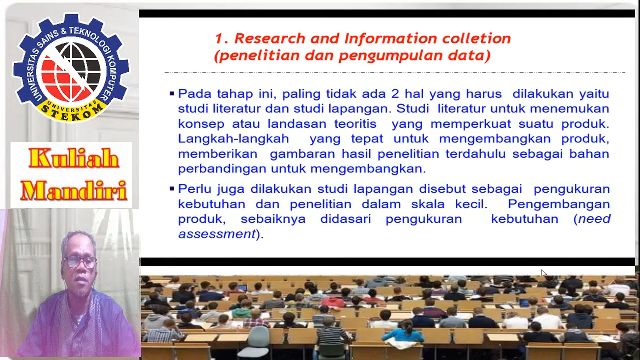 UNIVERSITAS SAINS & TEKNOLOGI KOMPUTER
STEKOM
Kuliah
Mandiri
1. Research and Information colletion
(penelitian dan pengumpulan data)
▪ Pada tahap ini, paling tidak ada 2 hal yang harus dilakukan yaitu
studi literatur dan studi lapangan. Studi literatur untuk menemukan
konsep atau landasan teoritis yang memperkuat suatu produk.
Langkah-langkah yang tepat untuk mengembangkan produk,
memberikan gambaran hasil penelitian terdahulu sebagai bahan
perbandingan untuk mengembangkan.
▪ Perlu juga dilakukan studi lapangan disebut sebagai pengukuran
kebutuhan dan penelitian dalam skala kecil. Pengembangan
produk, sebaiknya didasari pengukuran kebutuhan (need
assessment).